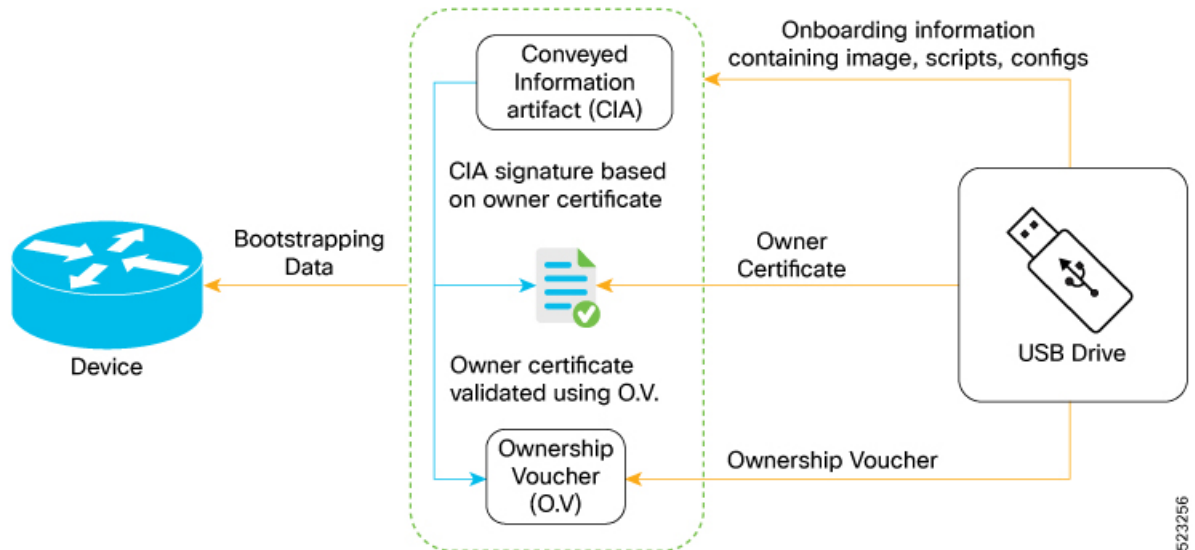 Conveyed
Information
artifact (CIA)
Onboarding information
containing image, scripts, configs
CIA signature based
on owner certificate
Bootstrapping
Data
Owner
Certificate
Device
USB Drive
Owner certificate
validated using O.V.
Ownership
Voucher
(O.V)
Ownership Voucher
523256